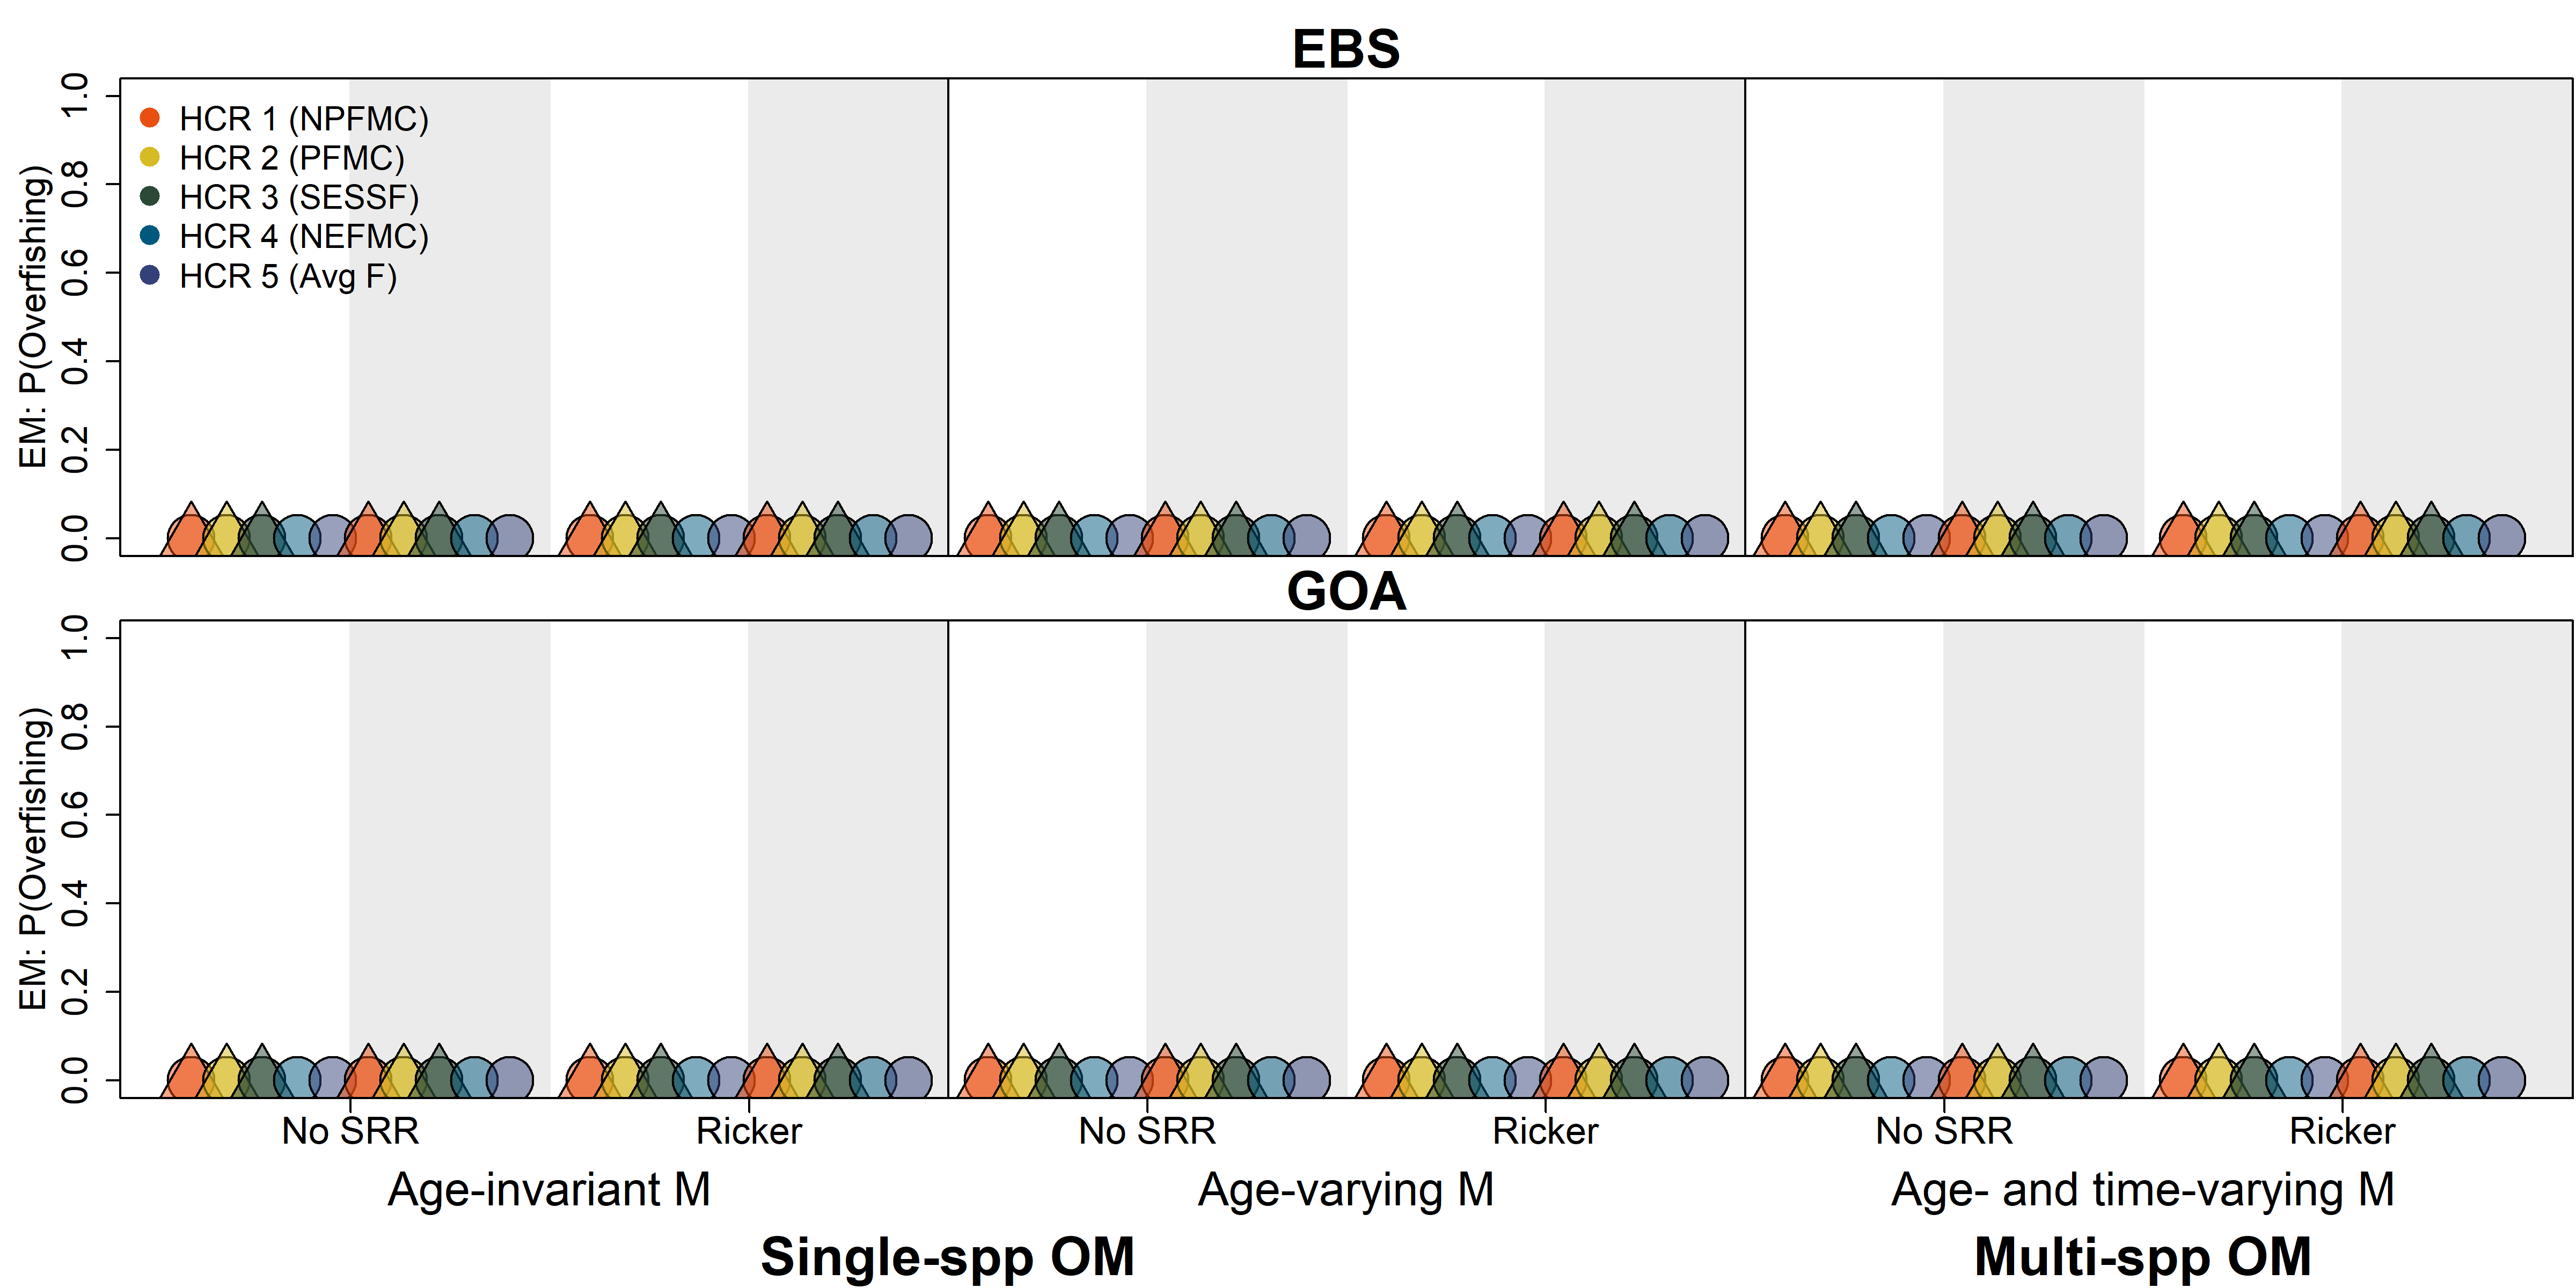 EBS
EM: P(Overfishing)
1.0
0.8
0.6
0.4
0.2
0.0
HCR 1 (NPFMC)
HCR 2 (PFMC)
HCR 3 (SESSF)
HCR 4 (NEFMC)
HCR 5 (Avg F)
GOA
EM: P(Overfishing)
1.0
0.8
0.6
0.4
0.2
0.0
No SRR Ricker No SRR Ricker No SRR Ricker
Age-invariant M Age-varying M Age- and time-varying M
Single-spp OM Multi-spp OM